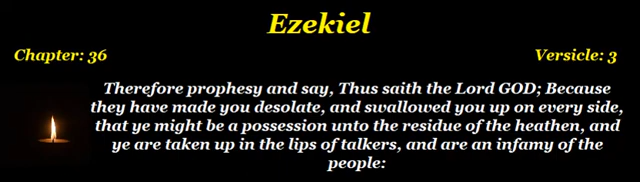 Ezekiel
Chapter: 36 Versicle: 3
Therefore prophesy and say, Thus saith the Lord GOD; Because
they have made you desolate, and swallowed you up on every side,
that ye might be a possession unto the residue of the heathen, and
ye are taken up in the lips of talkers, and are an infamy of the
people: